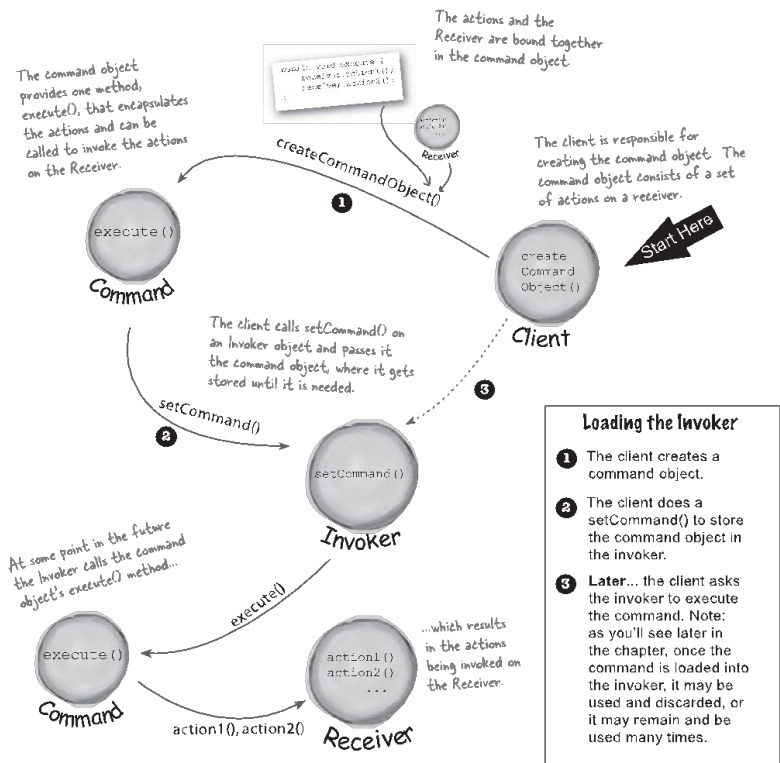 The actions and the
Receiver are bound together
in the command object
The command object
provides one method,
execute(), that encapsulates
the actions and can be
called to invoke the actions
on the Receiver.
public void execute {
receiver.action1();
receiver.action2();
}
Receiver
createCommandObject()
1
The client is responsible for
creating the command object The
command object consists of a set
of actions on a receiver.
Start Here
execute()
Command
create
Command
Object()
Client
The client calls setCommand() on
an Invoker object and passes it
the command object, where it gets
stored until it is needed.
3
setCommand()
2
setCommand()
Invoker
At some point in the future
the Invoker calls the command
object's execute() method...
execute()
execute()
Command
action1(), action2()
action1()
action2()
...
Receiver
...which results
in the actions
being invoked on
the Receiver.
Loading the Invoker
1 The client creates a
command object.
2 The client does a
setCommand() to store
the command object in
the invoker.
3 Later... the client asks
the invoker to execute
the command. Note:
as you'll see later in
the chapter, once the
command is loaded into
the invoker, it may be
used and discarded, or
it may remain and be
used many times.